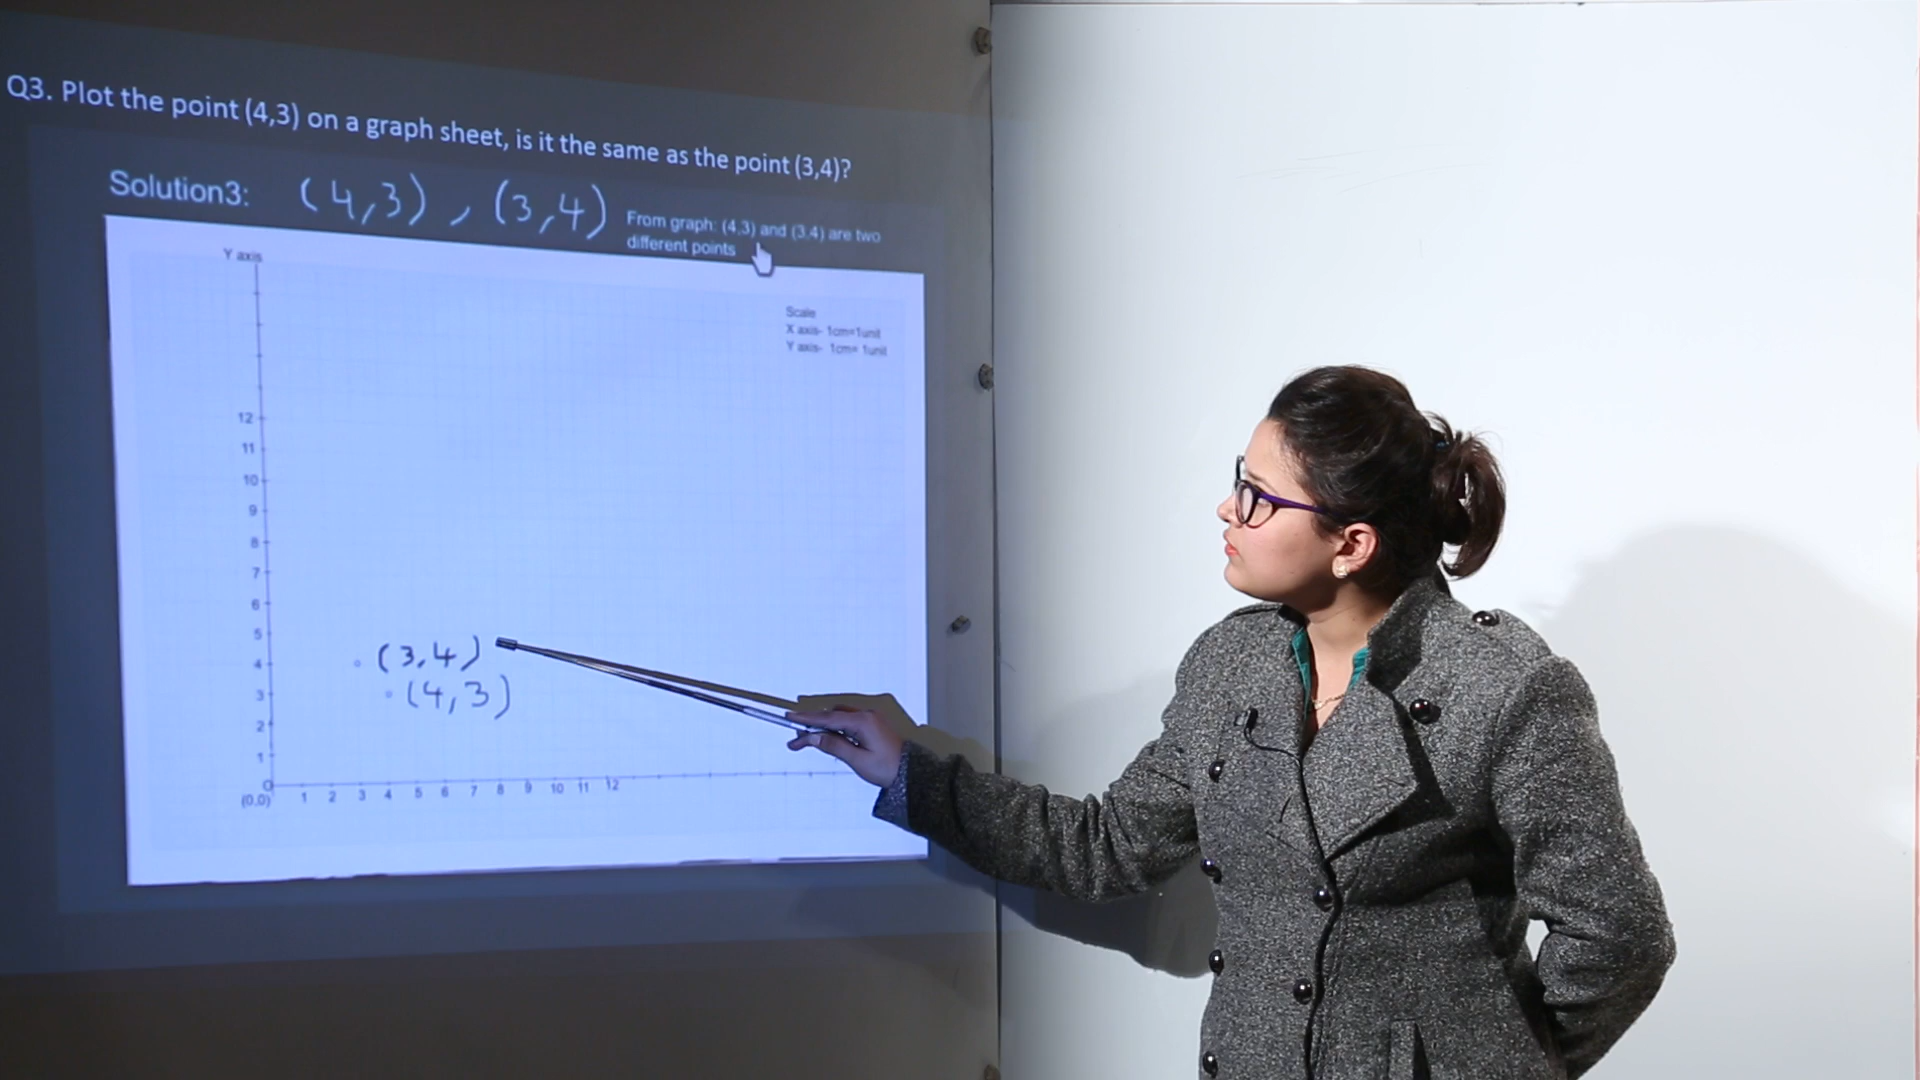 Q3. Plot the point (4,3) on a graph sheet, is it the same as the point (3,4)?
Solution3: (4,3) , (3,4)
From graph: (4,3) and (3,4) are two
different points
Y axis
Scale
X axis- 1cm=1unit
Y axis- 1cm= 1unit
12
11
10
9
8
7
6
5
4
3
2
1
0
(3,4)
(4,3)
(0,0)
1 2 3 4 5 6 7 8 9 10 11 12